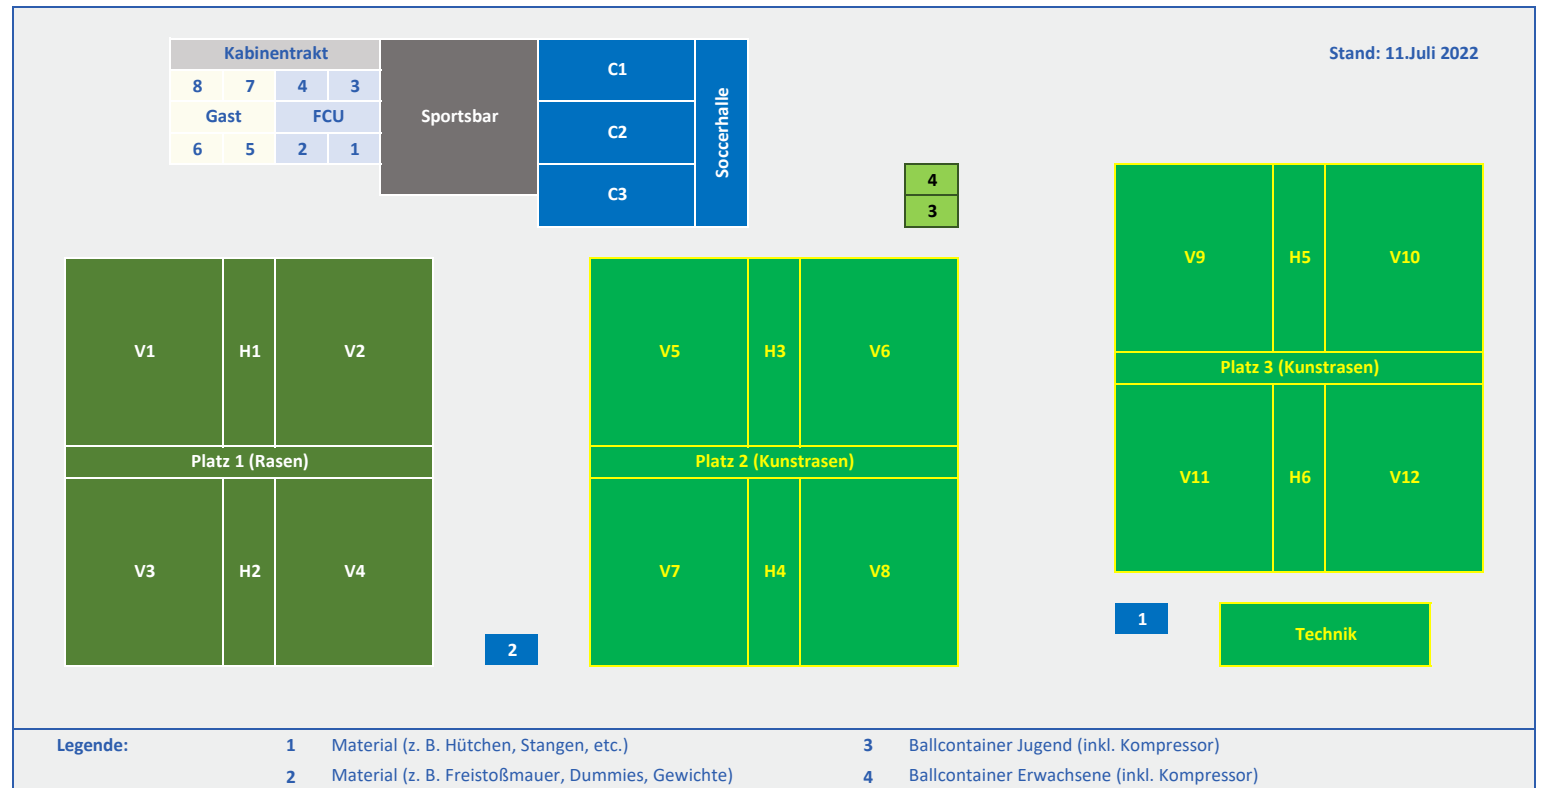 Kabinentrakt
Stand: 11.Juli 2022
8 7 4 3
Gast FCU
6 5 2 1
Sportsbar
C1
C2
C3
Soccerhalle
4
3
V1 H1 V2
Platz 1 (Rasen)
V3 H2 V4
2
V5 H3 V6
Platz 2 (Kunstrasen)
V7 H4 V8
V9 H5 V10
Platz 3 (Kunstrasen)
V11 H6 V12
1
Technik
Legende:
1 Material (z. B. Hütchen, Stangen, etc.)
2 Material (z. B. Freistoßmauer, Dummies, Gewichte)
3 Ballcontainer Jugend (inkl. Kompressor)
4 Ballcontainer Erwachsene (inkl. Kompressor)